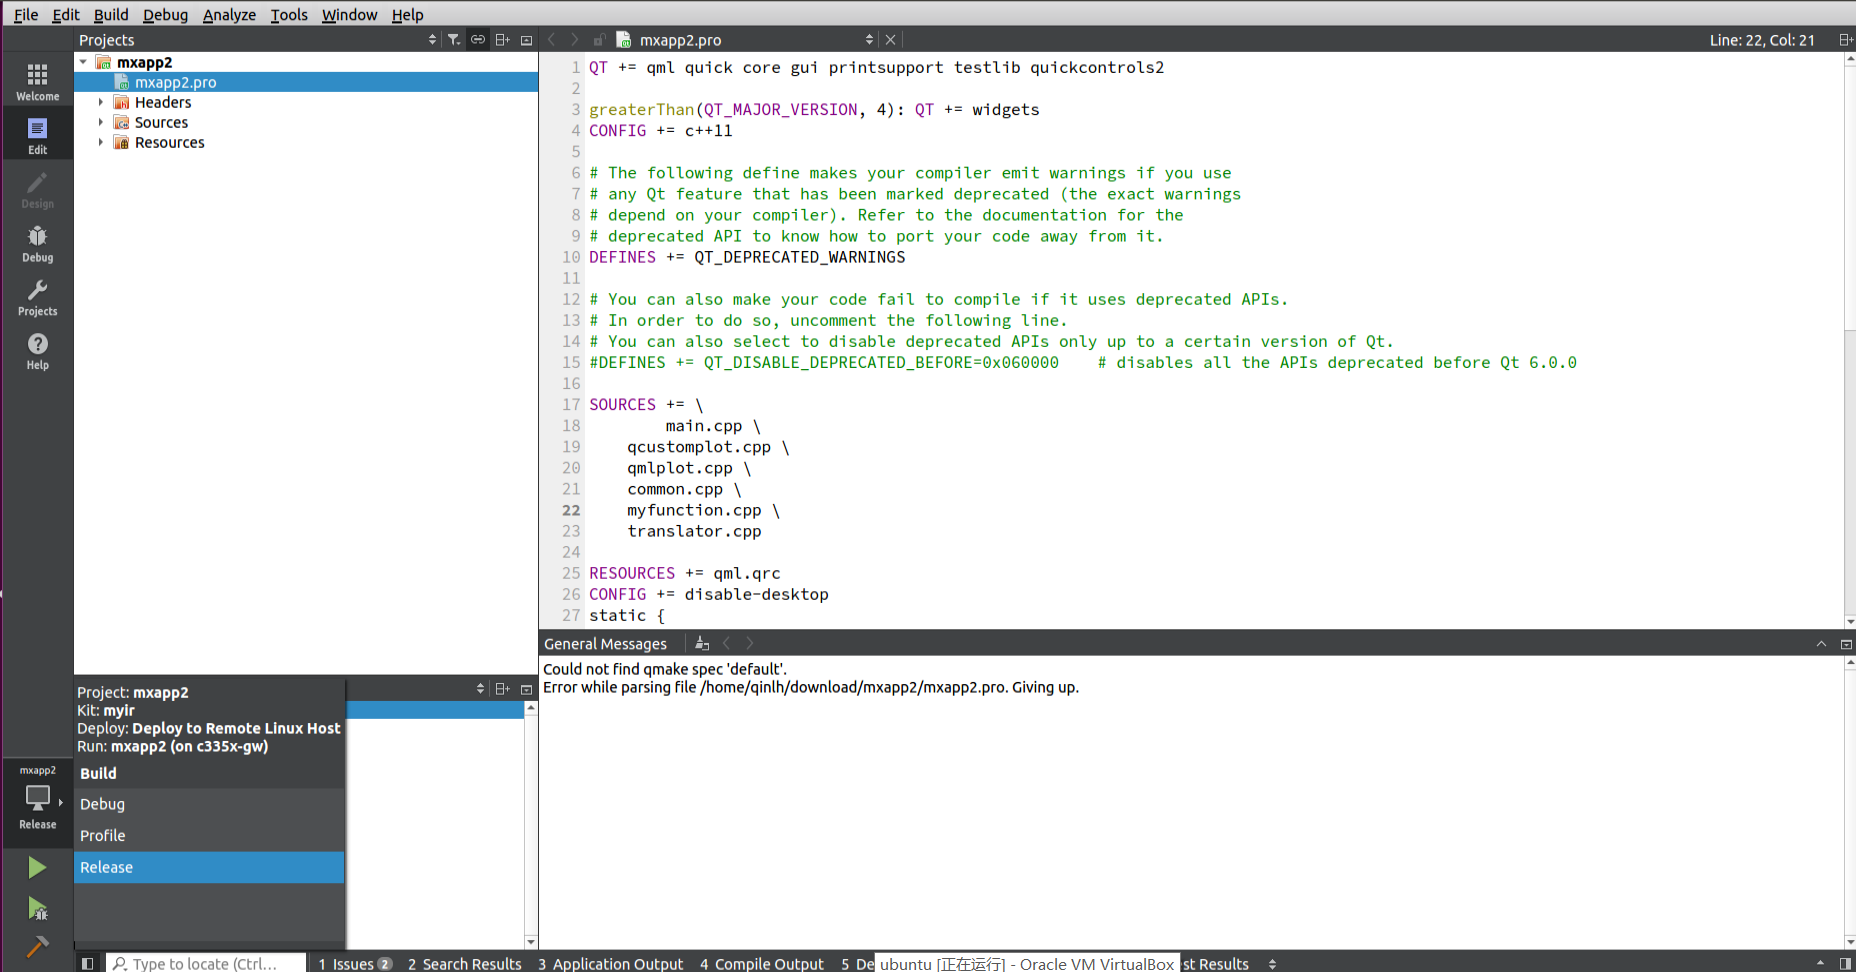 File Edit Build Debug Analyze Tools Window Help
Projects
mxapp2.pro
Line: 22, Col: 21
Welcome
Edit
Design
Debug
Projects
Help
mxapp2
mxapp2.pro
Headers
Sources
Resources
1 QT += qml quick core gui printsupport testlib quickcontrols2
2
3 greaterThan(QT_MAJOR_VERSION, 4): QT += widgets
4 CONFIG += c++11
5
6 # The following define makes your compiler emit warnings if you use
7 # any Qt feature that has been marked deprecated (the exact warnings
8 # depend on your compiler). Refer to the documentation for the
9 # deprecated API to know how to port your code away from it.
10 DEFINES += QT_DEPRECATED_WARNINGS
11
12 # You can also make your code fail to compile if it uses deprecated APIs.
13 # In order to do so, uncomment the following line.
14 # You can also select to disable deprecated APIs only up to a certain version of Qt.
15 #DEFINES += QT_DISABLE_DEPRECATED_BEFORE=0x060000    # disables all the APIs deprecated before Qt 6.0.0
16
17 SOURCES += \
18         main.cpp \
19     qcustomplot.cpp \
20     qmlplot.cpp \
21     common.cpp \
22     myfunction.cpp \
23     translator.cpp
24
25 RESOURCES += qml.qrc
26 CONFIG += disable-desktop
27 static {
General Messages
Could not find qmake spec 'default'.
Error while parsing file /home/qinlh/download/mxapp2/mxapp2.pro. Giving up.
Project: mxapp2
Kit: myir
Deploy: Deploy to Remote Linux Host
Run: mxapp2 (on c335x-gw)
Build
Debug
Profile
Release
mxapp2
Release
Type to locate (Ctrl...
1 Issues 2
2 Search Results
3 Application Output
4 Compile Output
5 De
ubuntu [正在运行] - Oracle VM VirtualBox
st Results